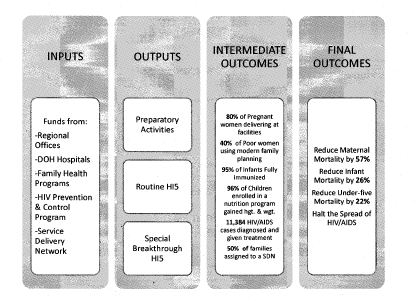 INPUTS
Funds from:
-Regional
Offices
-DOH Hospitals
-Family Health
Programs
-HIV Prevention
& Control
Program
-Service
Delivery
Network
OUTPUTS
Preparatory
Activities
Routine HI5
Special
Breakthrough
HI5
INTERMEDIATE
OUTCOMES
80% of Pregnant
women delivering at
facilities
40% of Poor women
using modern family
planning
95% of Infants Fully
Immunized
96% of Children
enrolled in a
nutrition program
gained hgt. & wgt.
11,384 HIV/AIDS
cases diagnosed and
given treatment
50% of families
assigned to a SDN
FINAL
OUTCOMES
Reduce Maternal
Mortality by 57%
Reduce Infant
Mortality by 26%
Reduce Under-five
Mortality by 22%
Halt the Spread of
HIV/AIDS